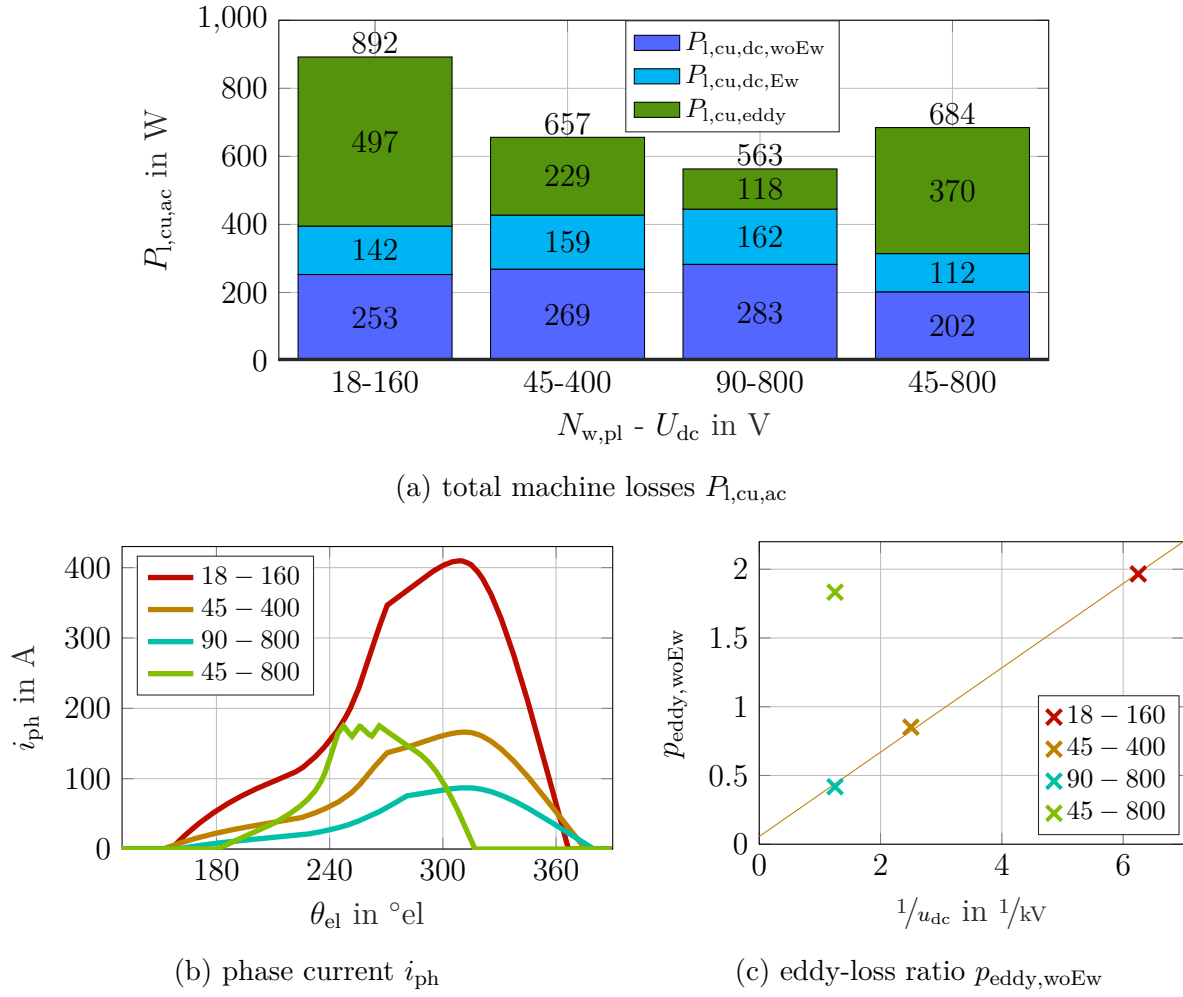 1,000
800
600
400
200
0
P_l,cu,ac in W
892
497
142
253
657
229
159
269
563
118
162
283
684
370
112
202
P_l,cu,dc,woEw
P_l,cu,dc,Ew
P_l,cu,eddy
18-160 45-400 90-800 45-800
N_w,pl - U_dc in V
(a) total machine losses P_l,cu,ac
400
300
200
100
0
i_ph in A
18 − 160
45 − 400
90 − 800
45 − 800
180 240 300 360
θ_el in °el
(b) phase current i_ph
2
1.5
1
0.5
0
p_eddy,woEw
18 − 160
45 − 400
90 − 800
45 − 800
0 2 4 6
1/u_dc in 1/kV
(c) eddy-loss ratio p_eddy,woEw